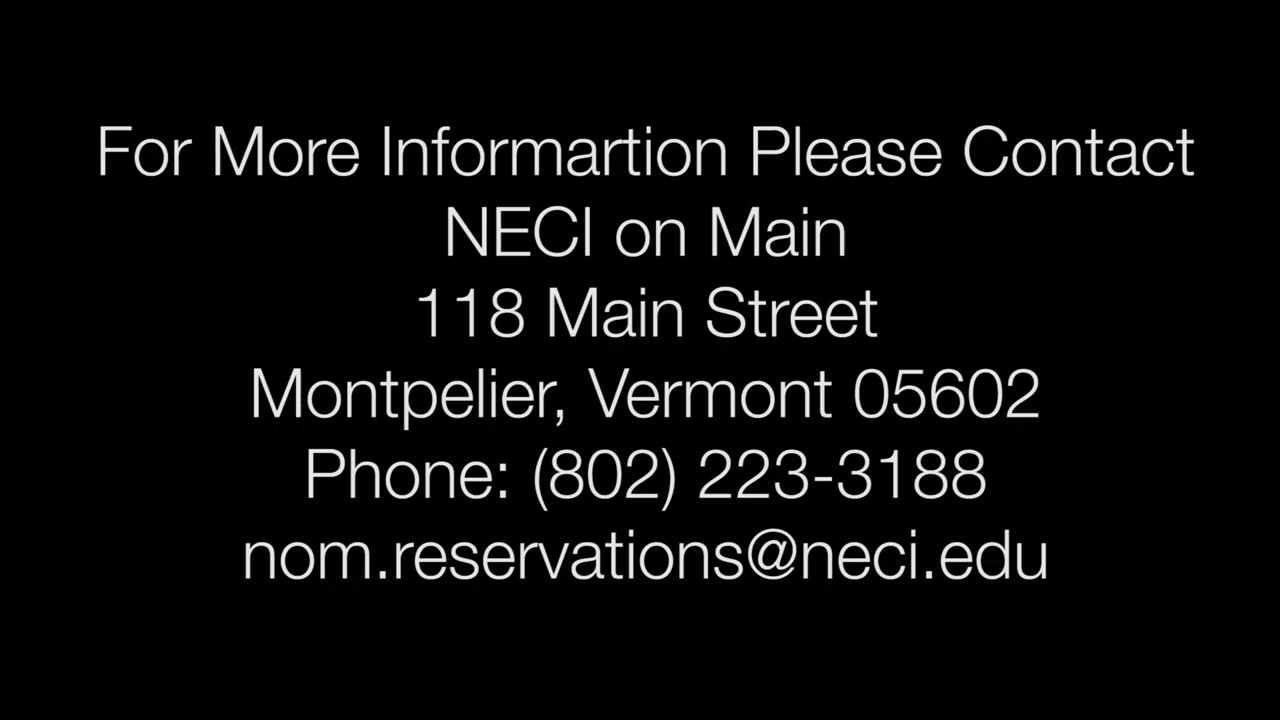 For More Informartion Please Contact
NECI on Main
118 Main Street
Montpelier, Vermont 05602
Phone: (802) 223-3188
nom.reservations@neci.edu